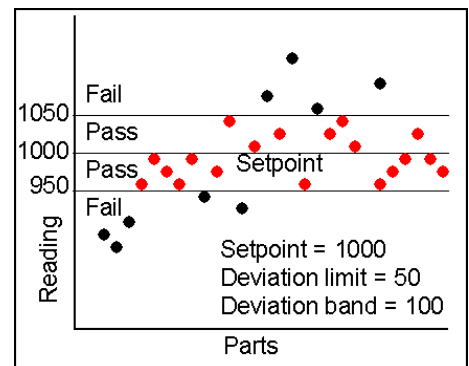 Fail
1050
Pass
1000
Setpoint
Pass
950
Fail
Reading
Setpoint = 1000
Deviation limit = 50
Deviation band = 100
Parts